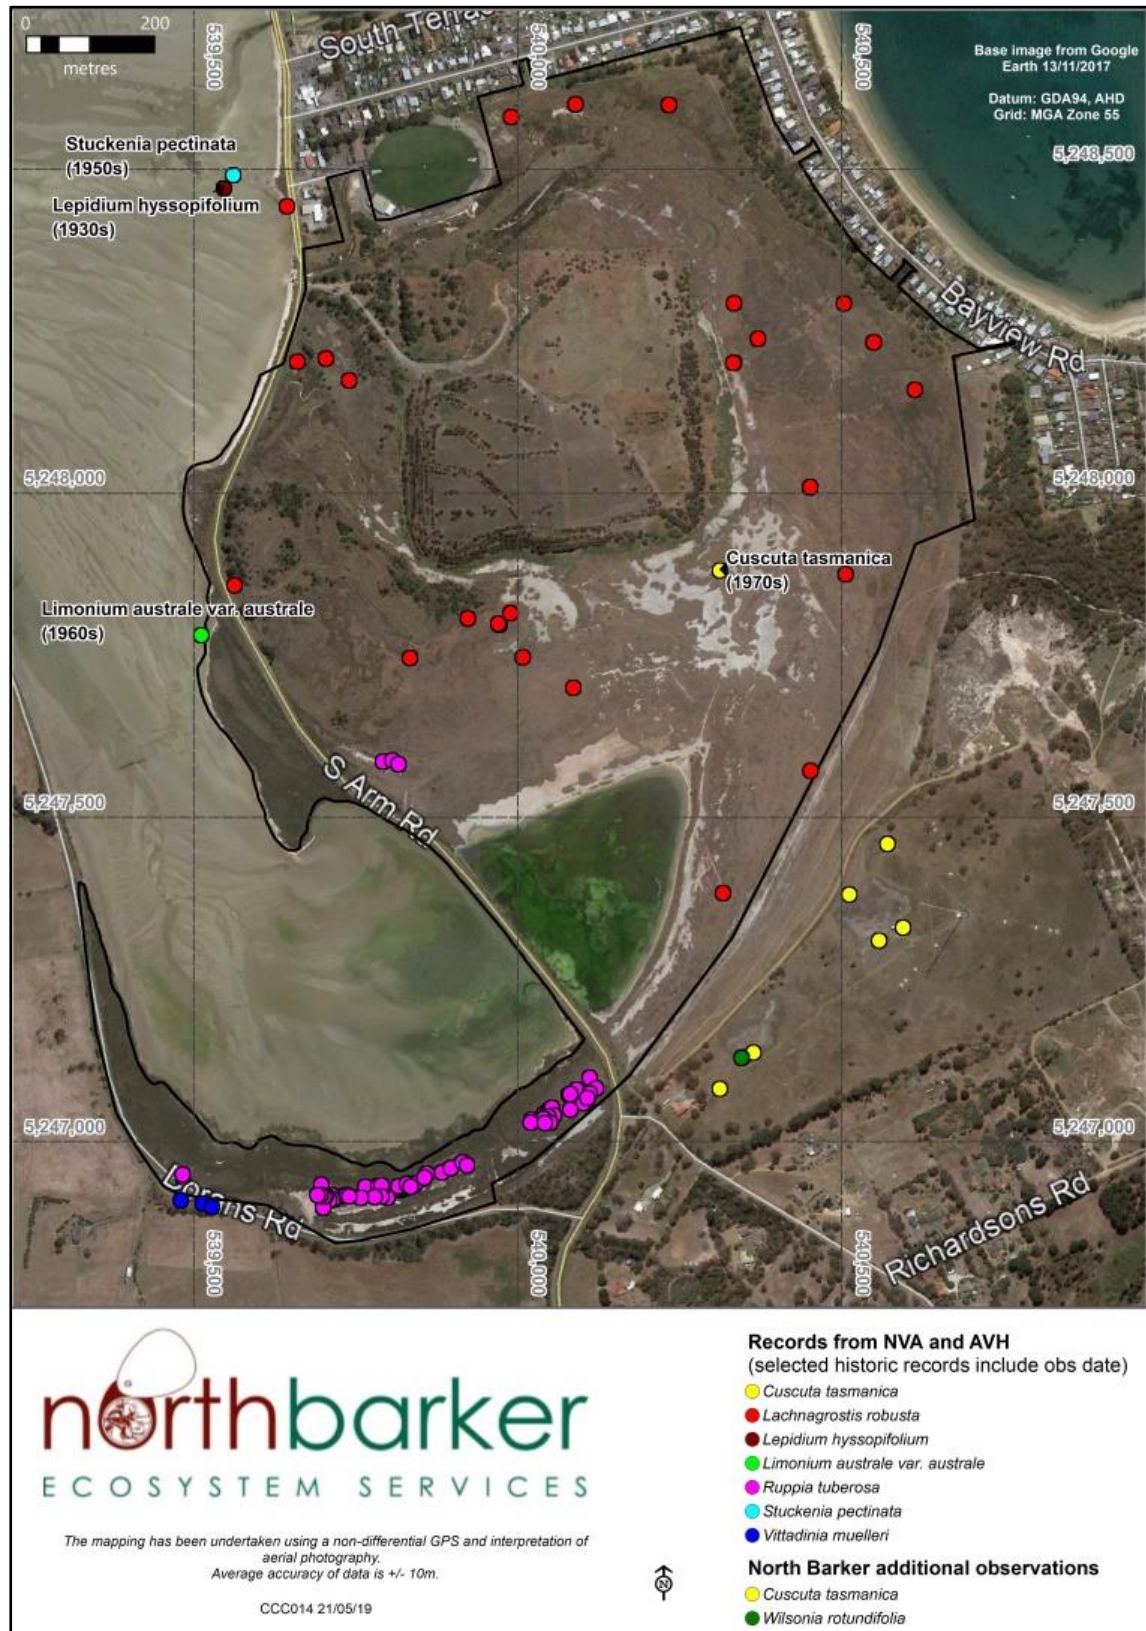 0 200
metres
South Terrac
539,500
540,000
540,500
Base image from Google
Earth 13/11/2017
Datum: GDA94, AHD
Grid: MGA Zone 55
Stuckenia pectinata
(1950s)
5,248,500
Lepidium hyssopifolium
(1930s)
Bayview Rd
5,248,000
5,248,000
Cuscuta tasmanica
(1970s)
Limonium australe var. australe
(1960s)
S Arm Rd
5,247,500
5,247,500
5,247,000
5,247,000
Dorans Rd
Richardsons Rd
539,500
540,000
540,500
northbarker
ECOSYSTEM SERVICES
The mapping has been undertaken using a non-differential GPS and interpretation of
aerial photography.
Average accuracy of data is +/- 10m.
CCC014 21/05/19
N
Records from NVA and AVH
(selected historic records include obs date)
Cuscuta tasmanica
Lachnagrostis robusta
Lepidium hyssopifolium
Limonium australe var. australe
Ruppia tuberosa
Stuckenia pectinata
Vittadinia muelleri
North Barker additional observations
Cuscuta tasmanica
Wilsonia rotundifolia